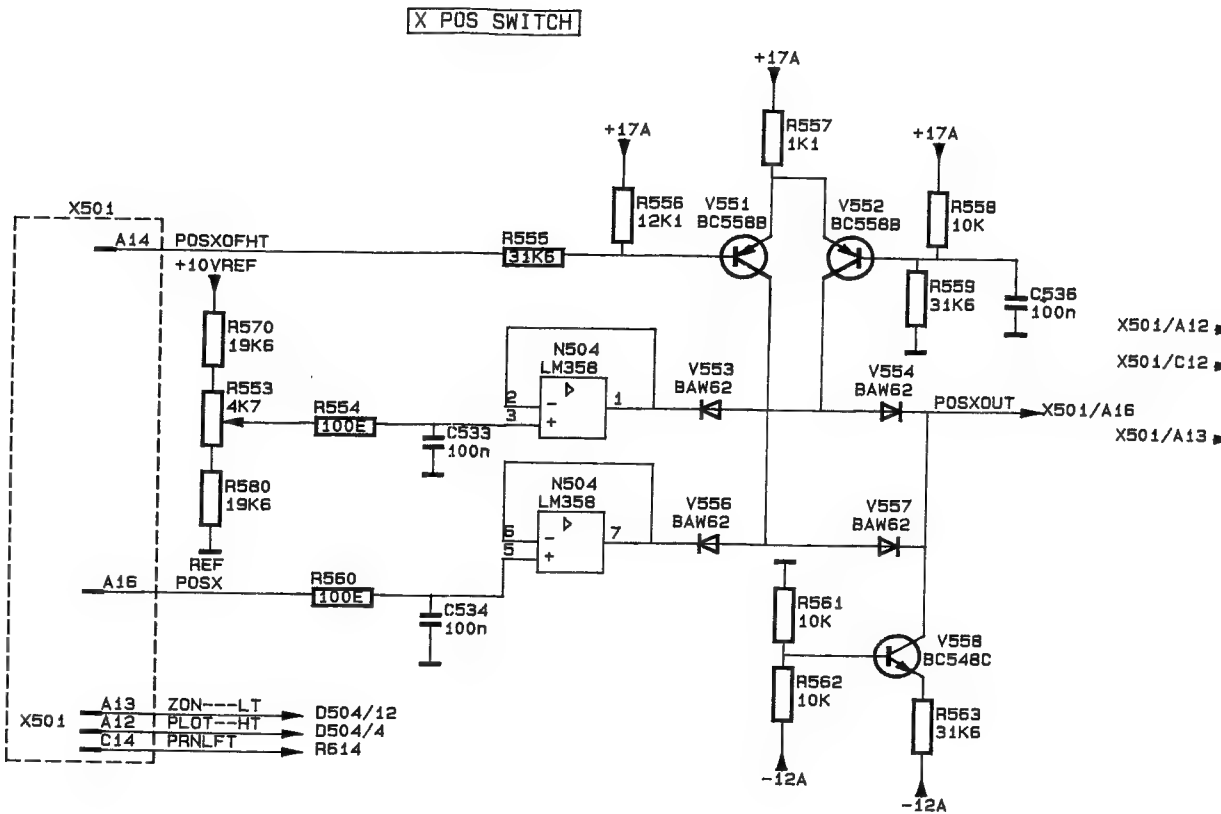 X POS SWITCH
+17A
R557
1K1
+17A
+17A
R556
12K1
V551
BC558B
V552
BC558B
R558
10K
X501
A14
POSXOFHT
R555
31K6
+10VREF
R559
31K6
C536
100n
R570
19K6
X501/A12
N504
LM358
X501/C12
R553
4K7
V553
BAW62
V554
BAW62
R554
100E
2
-
3
+
1
POSXOUT
X501/A16
C533
100n
X501/A13
R580
19K6
N504
LM358
V556
BAW62
V557
BAW62
6
-
5
+
7
REF
A16
POSX
R560
100E
C534
100n
R561
10K
V558
BC548C
R562
10K
R563
31K6
X501
A13
ZON---LT
D504/12
A12
PLOT--HT
D504/4
C14
PRNLFT
R614
-12A
-12A